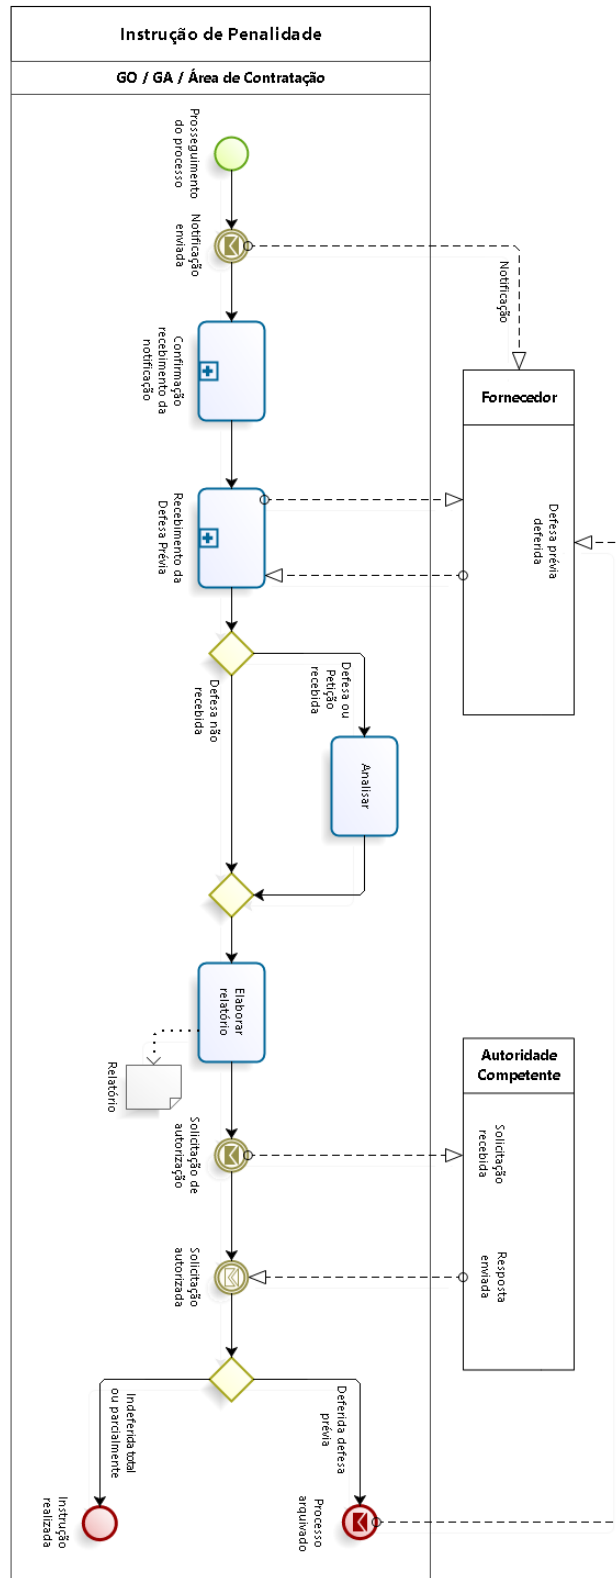 Instrução de Penalidade
GO / GA / Área de Contratação
Prosseguimento
do processo
Notificação
enviada
Notificação
Confirmação
recebimento da
notificação
Fornecedor
Recebimento da
Defesa Prévia
Defesa prévia
deferida
Defesa ou
Petição
recebida
Defesa não
recebida
Analisar
Elaborar
relatório
Relatório
Autoridade
Competente
Solicitação de
autorização
Solicitação
recebida
Solicitação
autorizada
Resposta
enviada
Indeferida total
ou parcialmente
Deferida defesa
prévia
Instrução
realizada
Processo
arquivado